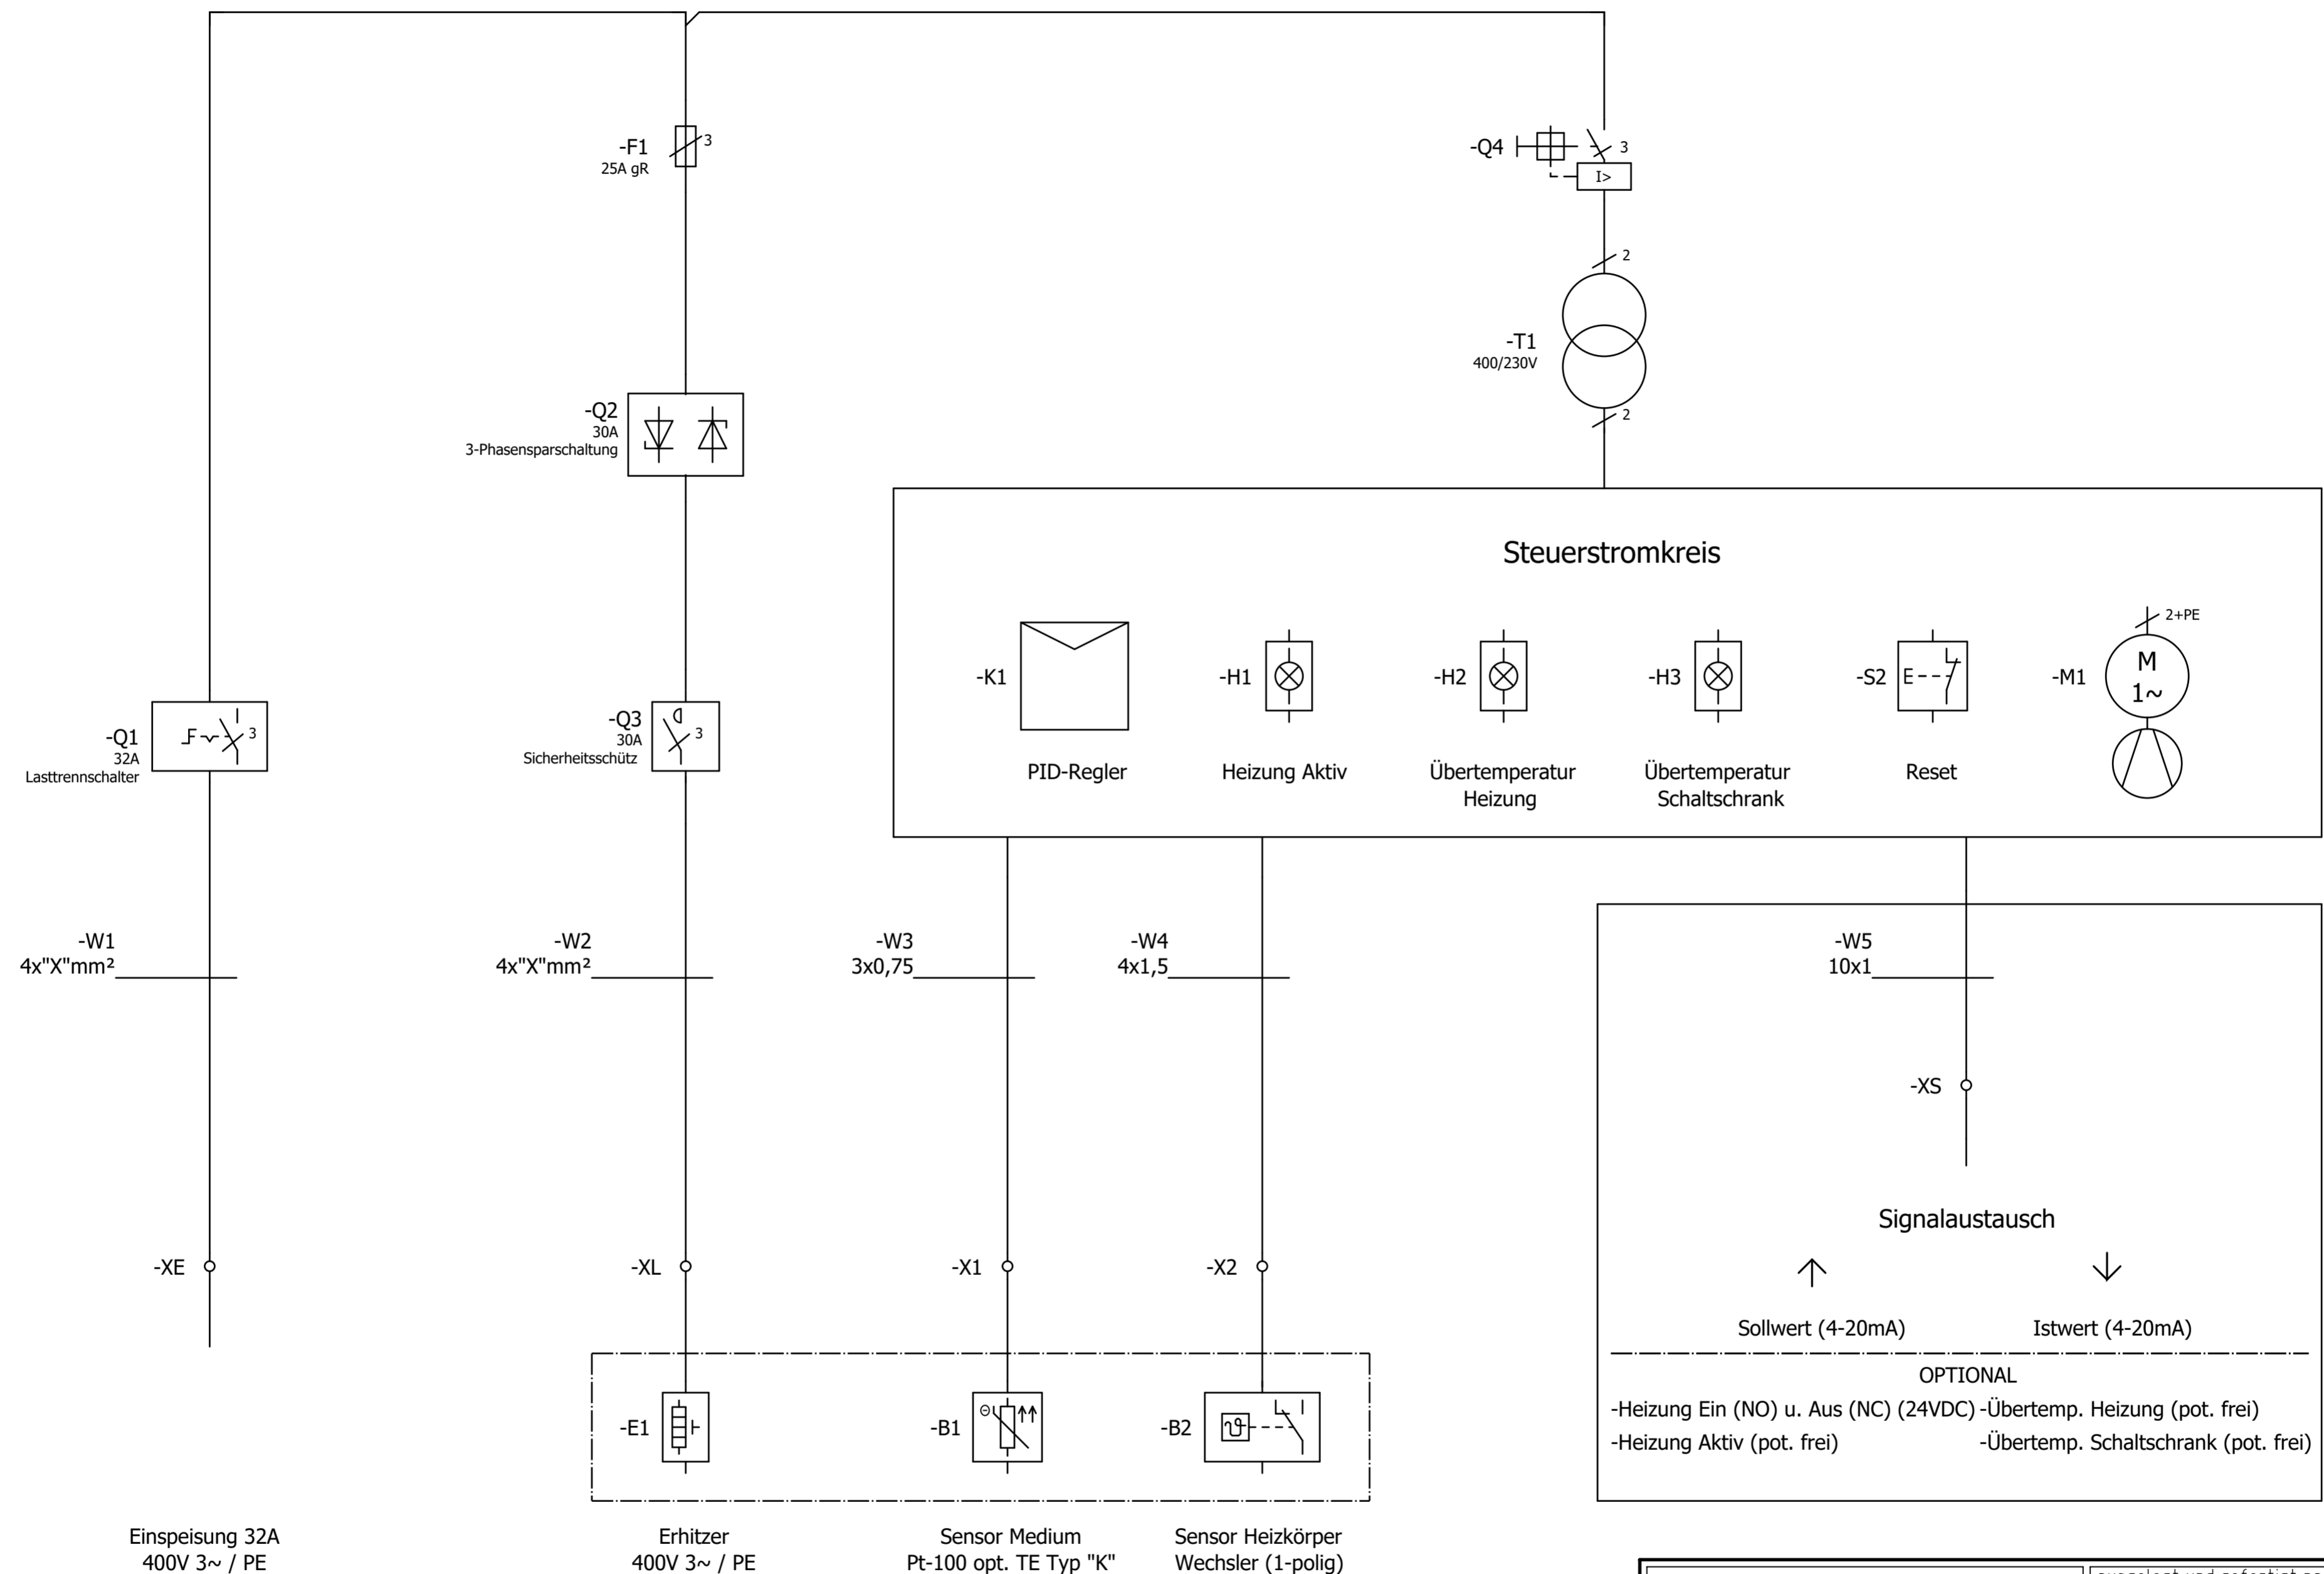 -F1
25A gR
3
-Q4
3
I>
2
-T1
400/230V
2
-Q2
30A
3-Phasensparschaltung
Steuerstromkreis
-K1
-H1
-H2
-H3
-S2
E
-M1
2+PE
M
1~
PID-Regler
Heizung Aktiv
Übertemperatur
Heizung
Übertemperatur
Schaltschrank
Reset
-Q1
32A
Lasttrennschalter
3
-Q3
30A
Sicherheitsschütz
3
-W1
4x"X"mm²
-W2
4x"X"mm²
-W3
3x0,75
-W4
4x1,5
-W5
10x1
-XS
-XE
-XL
-X1
-X2
Signalaustausch
Sollwert (4-20mA)
Istwert (4-20mA)
OPTIONAL
-Heizung Ein (NO) u. Aus (NC) (24VDC) -Übertemp. Heizung (pot. frei)
-Heizung Aktiv (pot. frei) -Übertemp. Schaltschrank (pot. frei)
-E1
-B1
-B2
ϑ
Einspeisung 32A
400V 3~ / PE
Erhitzer
400V 3~ / PE
Sensor Medium
Pt-100 opt. TE Typ "K"
Sensor Heizkörper
Wechsler (1-polig)